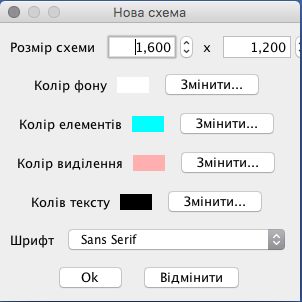 Нова схема
Розмір схеми 1,600 x 1,200
Колір фону Змінити...
Колір елементів Змінити...
Колір виділення Змінити...
Колів тексту Змінити...
Шрифт Sans Serif
Ok Відмінити